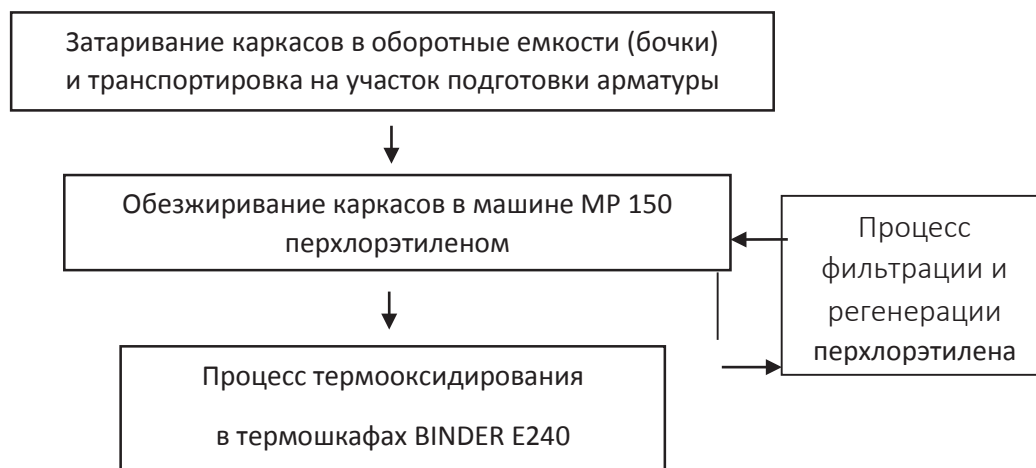 Затаривание каркасов в оборотные емкости (бочки)
и транспортировка на участок подготовки арматуры
Обезжиривание каркасов в машине МР 150
перхлорэтиленом
Процесс
фильтрации и
регенерации
перхлорэтилена
Процесс термооксидирования
в термошкафах BINDER E240